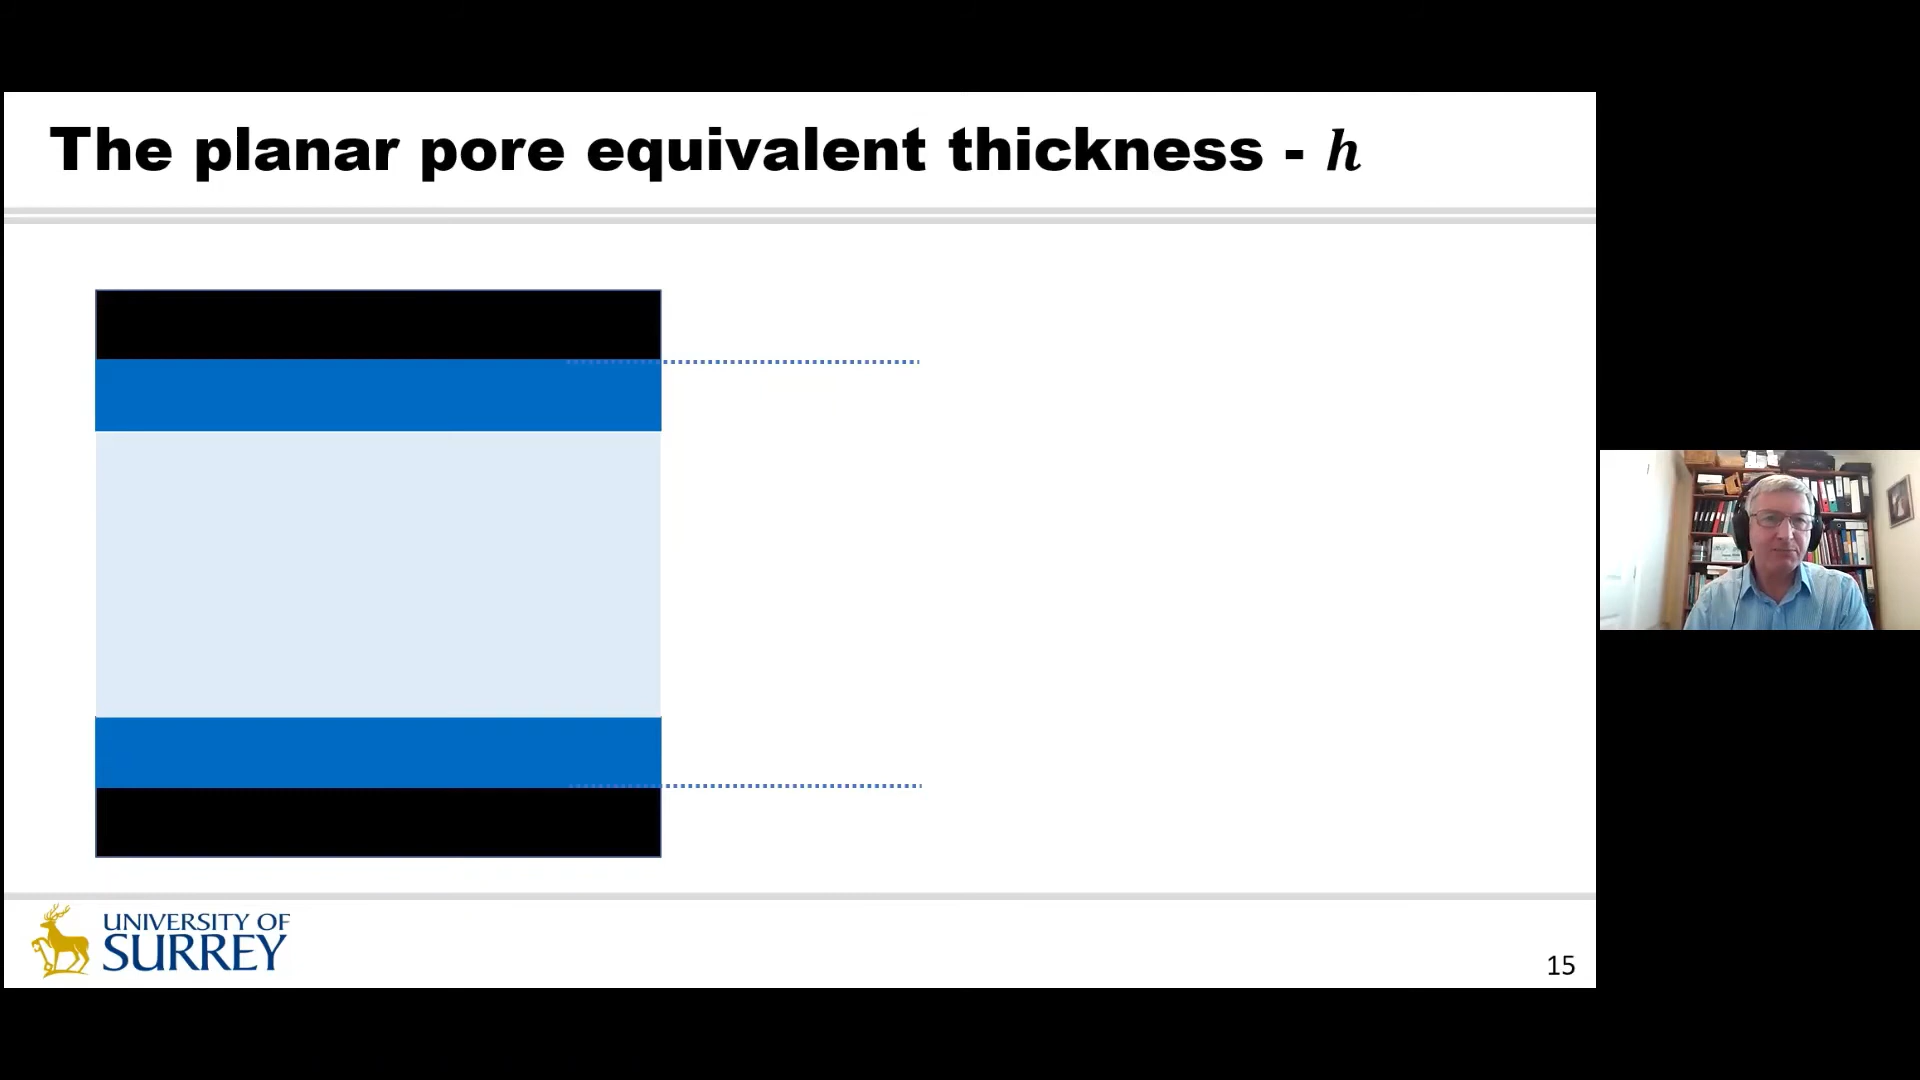 The planar pore equivalent thickness - ℎ
UNIVERSITY OF
SURREY
15